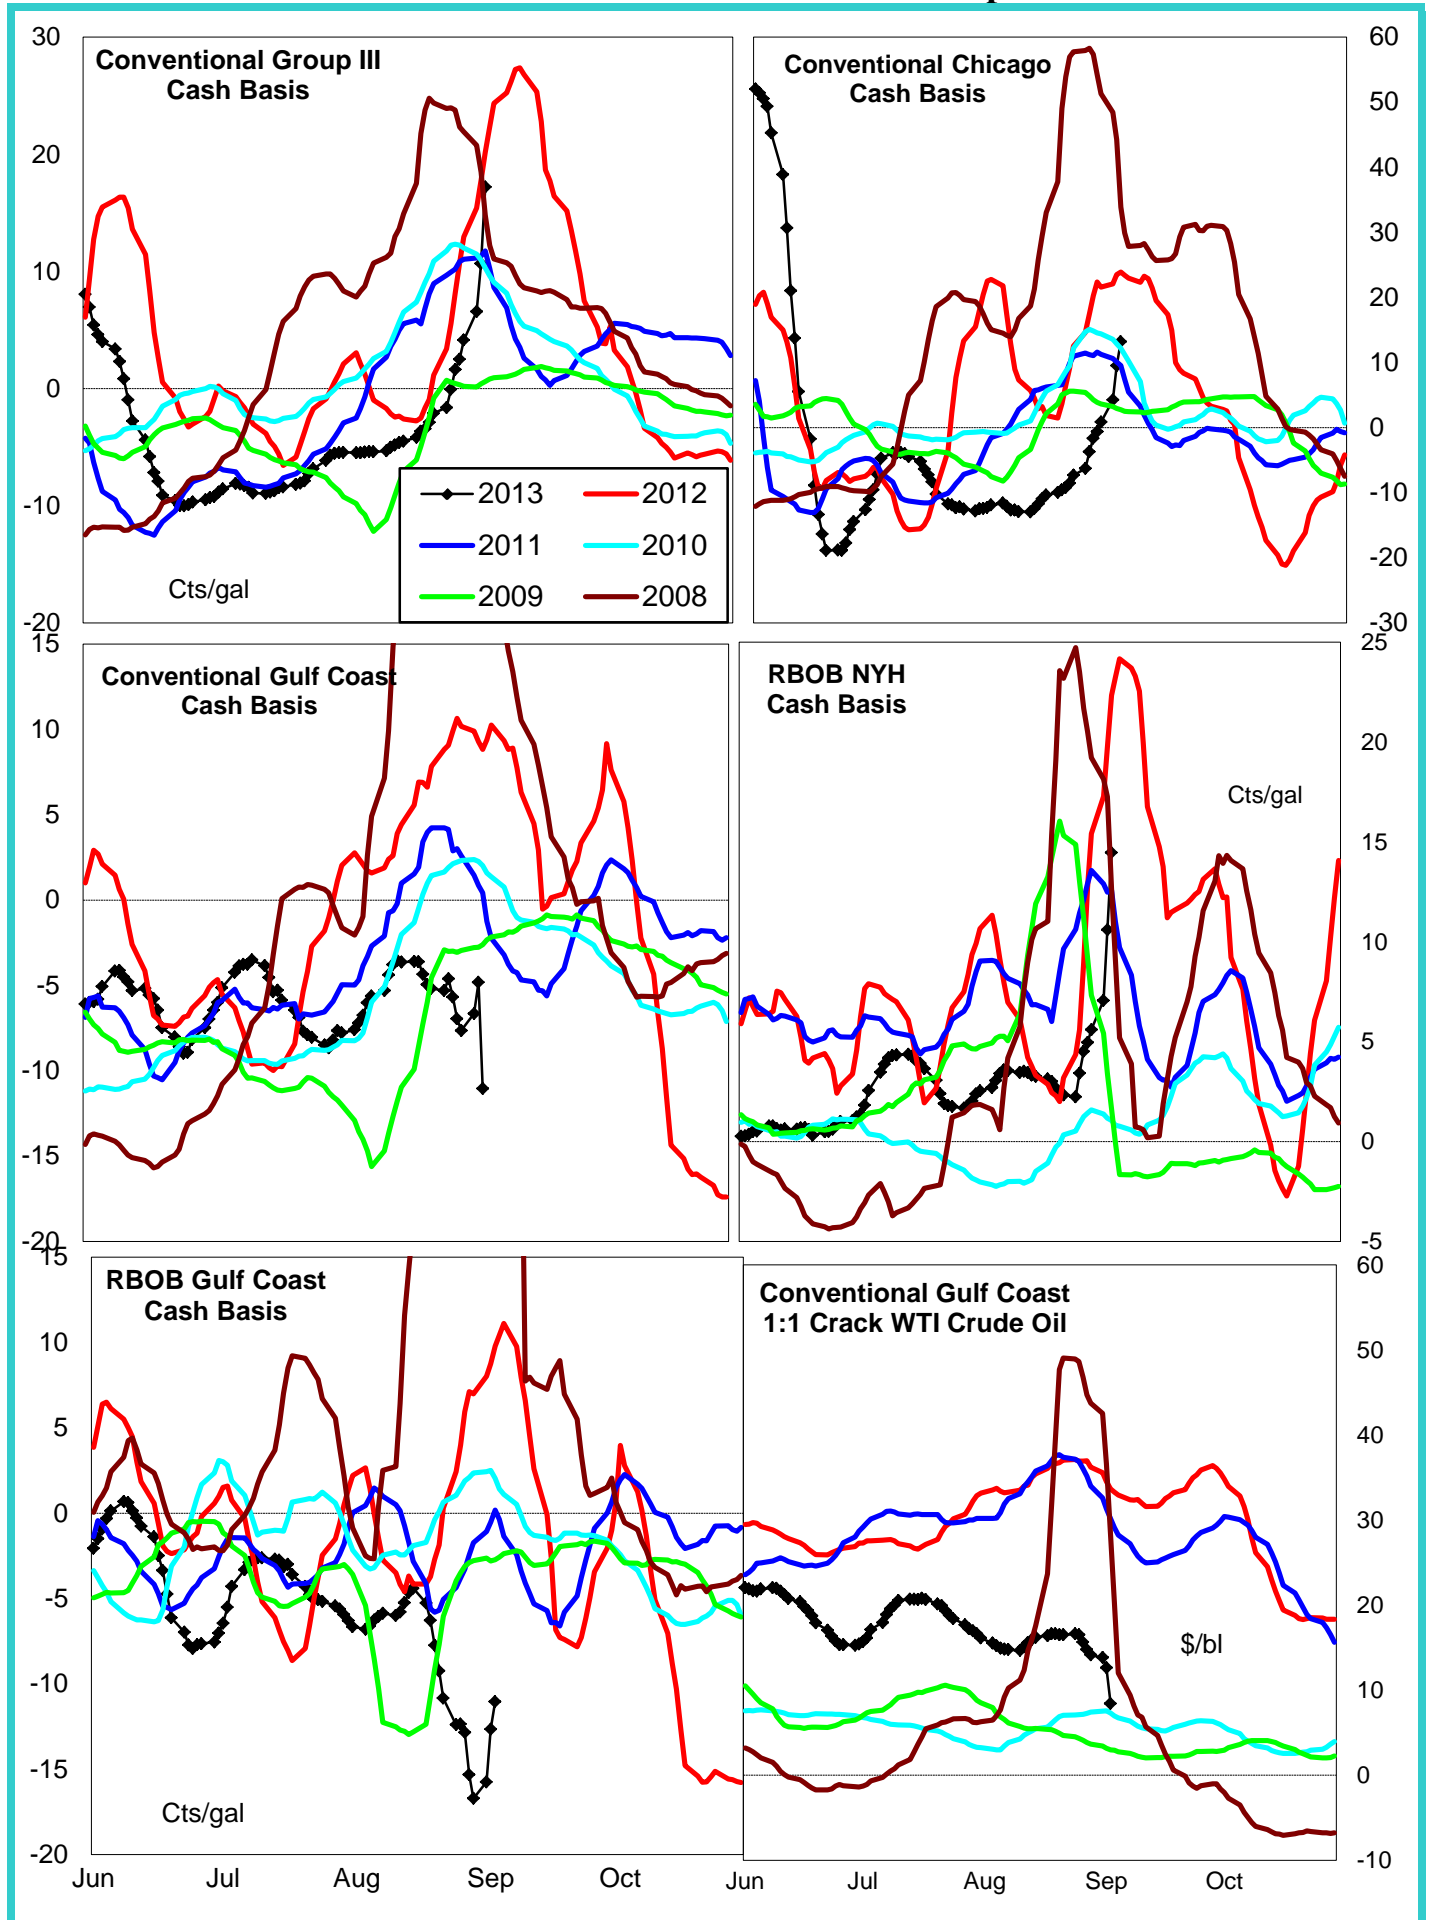 Conventional Group III
Cash Basis
30
20
10
0
-10
-20
Cts/gal
2013
2012
2011
2010
2009
2008
Conventional Chicago
Cash Basis
60
50
40
30
20
10
0
-10
-20
-30
Conventional Gulf Coast
Cash Basis
15
10
5
0
-5
-10
-15
-20
RBOB NYH
Cash Basis
Cts/gal
25
20
15
10
5
0
-5
RBOB Gulf Coast
Cash Basis
15
10
5
0
-5
-10
-15
-20
Cts/gal
Jun Jul Aug Sep Oct
Conventional Gulf Coast
1:1 Crack WTI Crude Oil
60
50
40
30
20
10
0
-10
$/bl
Jun Jul Aug Sep Oct